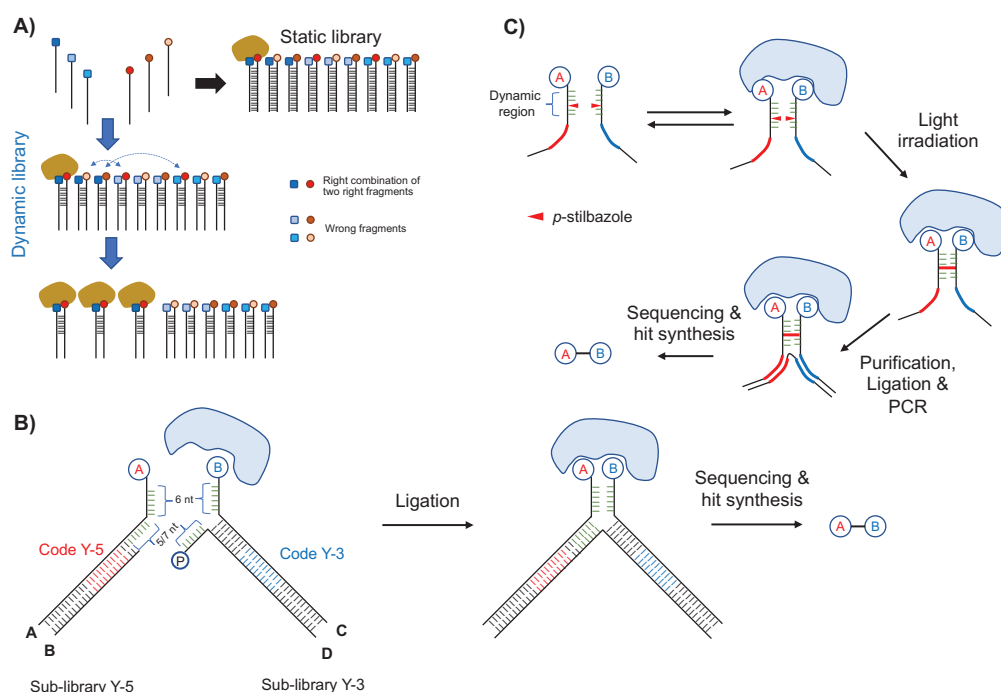 A)
Static library
Dynamic library
Right combination of
two right fragments
Wrong fragments
B)
A
B
6 nt
5/7 nt
Code Y-5
P
Code Y-3
A
B
C
D
Sub-library Y-5
Sub-library Y-3
Ligation
A
B
Sequencing &
hit synthesis
A
B
C)
A
B
Dynamic
region
p-stilbazole
A
B
Light
irradiation
A
B
Purification,
Ligation &
PCR
A
B
Sequencing &
hit synthesis
A
B